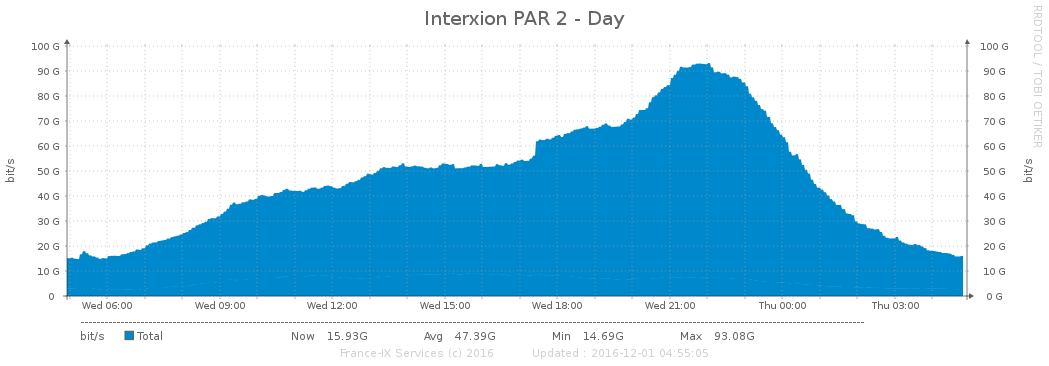 Interxion PAR 2 - Day
RRDTOOL / TOBI OETIKER
bit/s
bit/s
100 G 100 G
90 G 90 G
80 G 80 G
70 G 70 G
60 G 60 G
50 G 50 G
40 G 40 G
30 G 30 G
20 G 20 G
10 G 10 G
0 0 G
Wed 06:00 Wed 09:00 Wed 12:00 Wed 15:00 Wed 18:00 Wed 21:00 Thu 00:00 Thu 03:00
bit/s Total Now 15.93G Avg 47.39G Min 14.69G Max 93.08G
France-IX Services (c) 2016 Updated : 2016-12-01 04:55:05